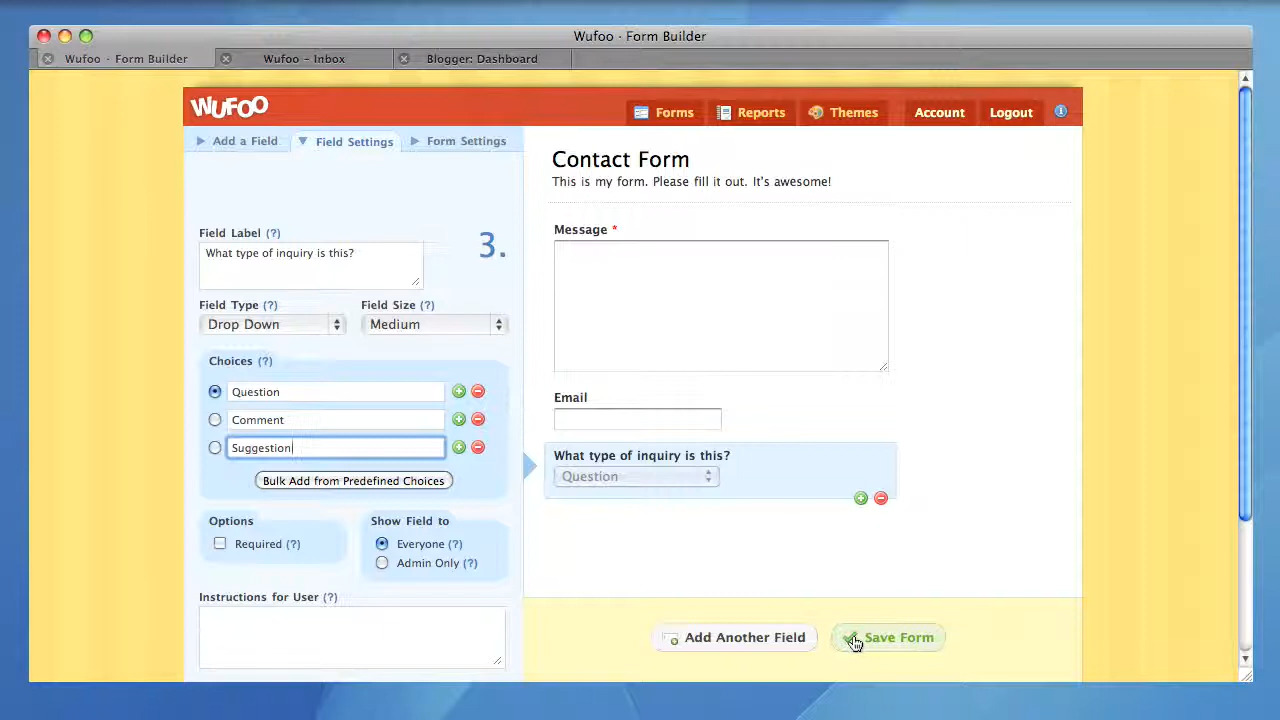 Wufoo · Form Builder
Wufoo · Form Builder
Wufoo - Inbox
Blogger: Dashboard
WUFOO
Forms
Reports
Themes
Account
Logout
Add a Field
Field Settings
Form Settings
Field Label (?)
3.
What type of inquiry is this?
Field Type (?)
Field Size (?)
Drop Down
Medium
Choices (?)
Question
Comment
Suggestion
Bulk Add from Predefined Choices
Options
Required (?)
Show Field to
Everyone (?)
Admin Only (?)
Instructions for User (?)
Contact Form
This is my form. Please fill it out. It's awesome!
Message *
Email
What type of inquiry is this?
Question
Add Another Field
Save Form